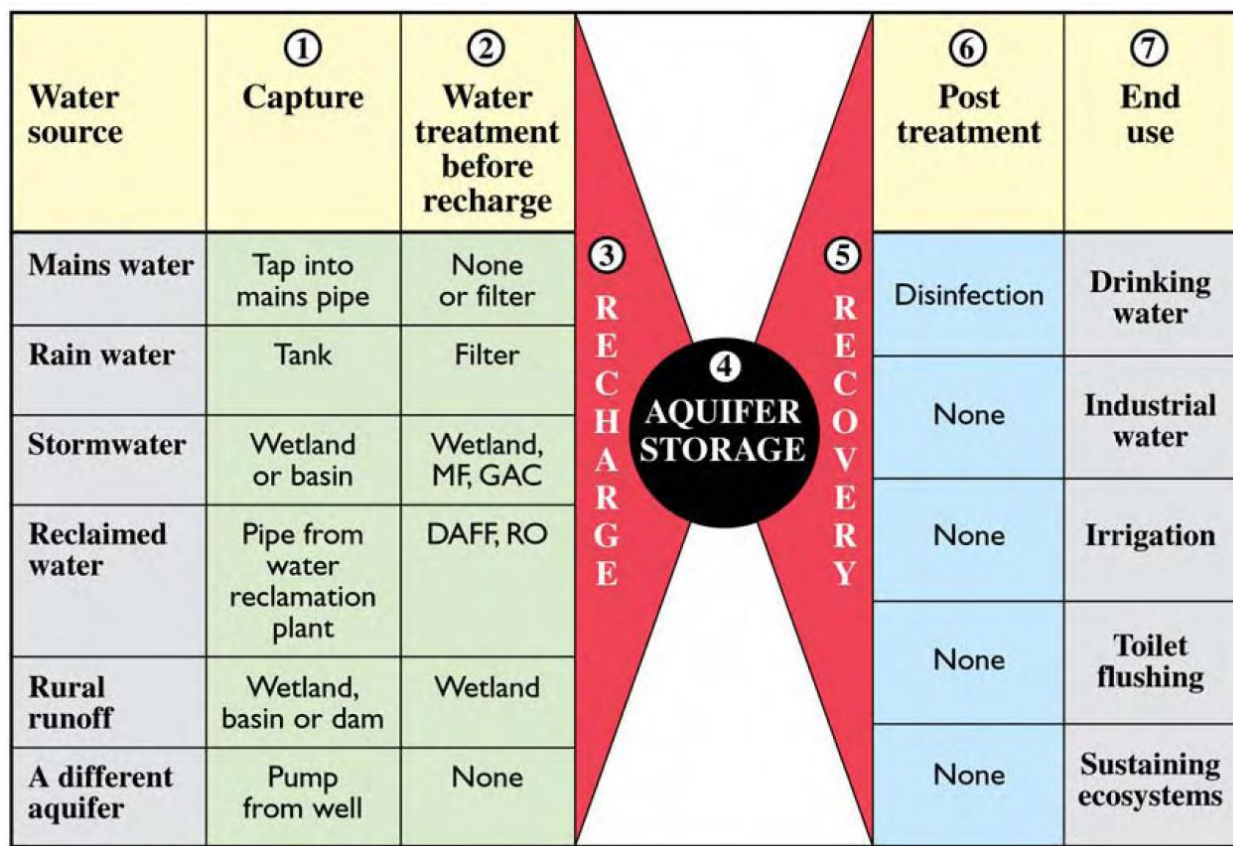 Water
source
①
Capture
②
Water
treatment
before
recharge
⑥
Post
treatment
⑦
End
use
Mains water
Tap into
mains pipe
None
or filter
Rain water
Tank
Filter
Stormwater
Wetland
or basin
Wetland,
MF, GAC
Reclaimed
water
Pipe from
water
reclamation
plant
DAFF, RO
Rural
runoff
Wetland,
basin or dam
Wetland
A different
aquifer
Pump
from well
None
③
RECHARGE
④
AQUIFER
STORAGE
⑤
RECOVERY
Disinfection
Drinking
water
None
Industrial
water
None
Irrigation
None
Toilet
flushing
None
Sustaining
ecosystems